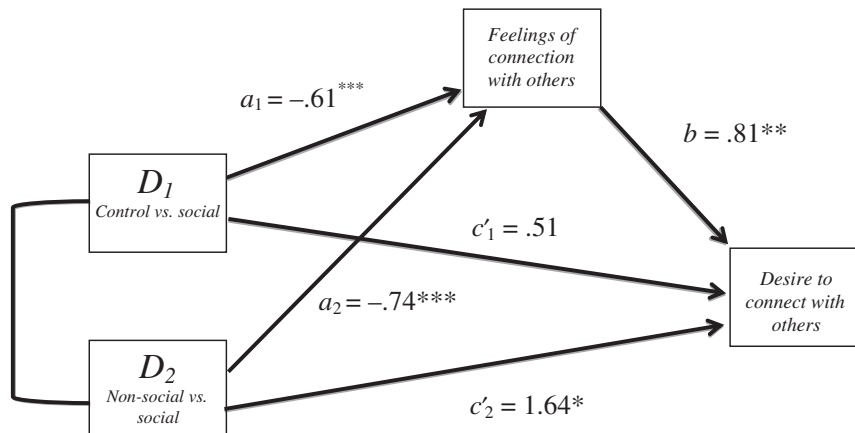 Feelings of
connection
with others
a₁ = –.61***
b = .81**
D₁
Control vs. social
c′₁ = .51
Desire to
connect with
others
a₂ = –.74***
D₂
Non-social vs.
social
c′₂ = 1.64*